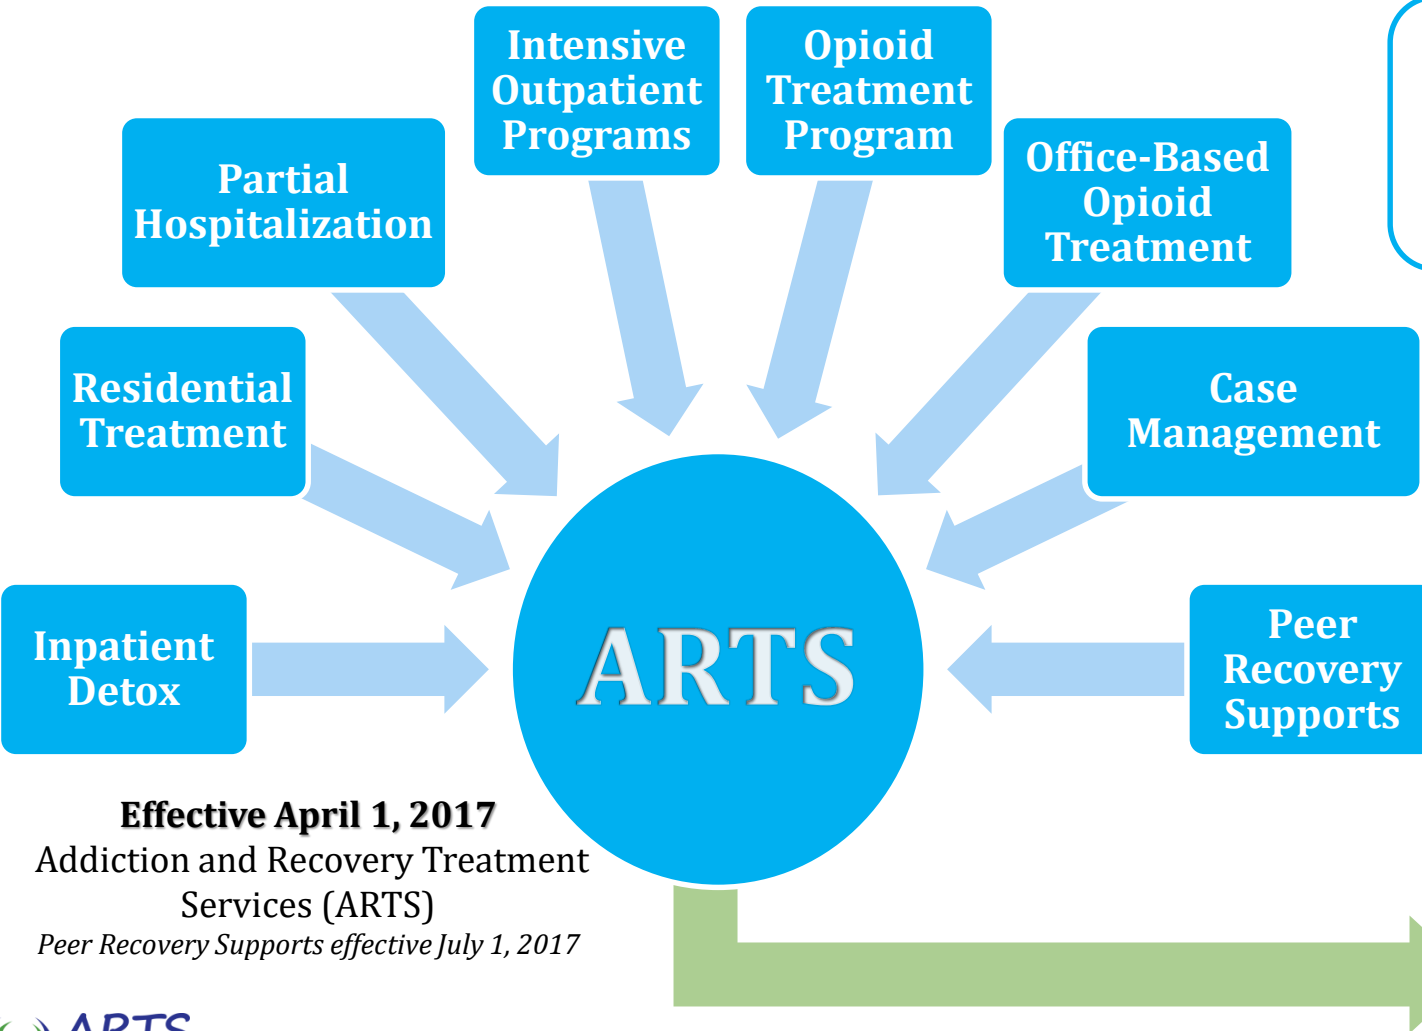 Intensive
Outpatient
Programs
Opioid
Treatment
Program
Partial
Hospitalization
Office-Based
Opioid
Treatment
Residential
Treatment
Case
Management
Inpatient
Detox
ARTS
Peer
Recovery
Supports
Effective April 1, 2017
Addiction and Recovery Treatment
Services (ARTS)
Peer Recovery Supports effective July 1, 2017
ARTS